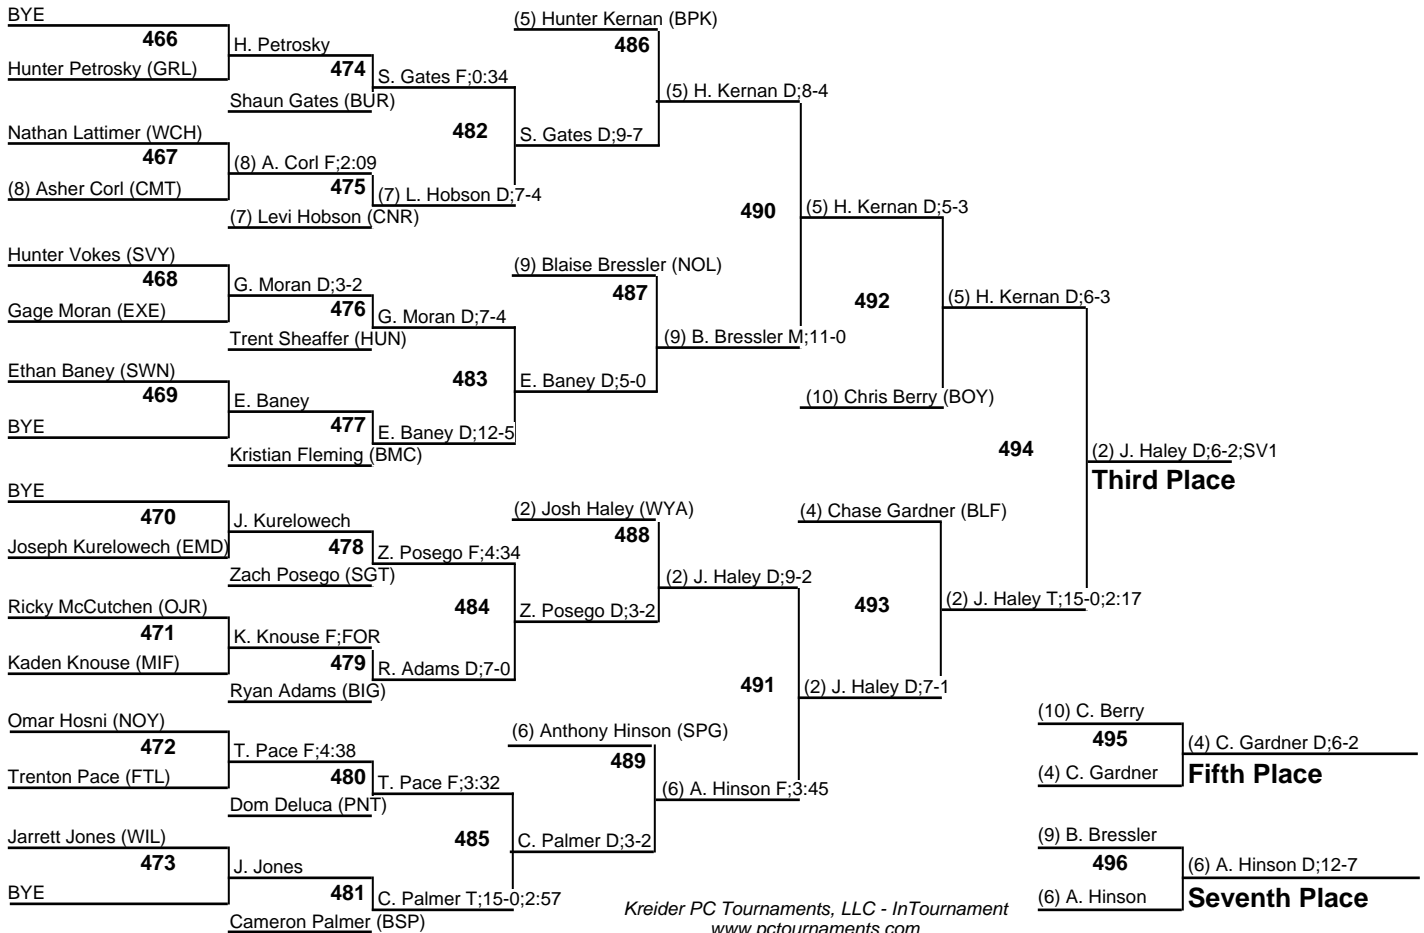 BYE
466
Hunter Petrosky (GRL)
H. Petrosky
474
Shaun Gates (BUR)
S. Gates F;0:34
Nathan Lattimer (WCH)
467
(8) Asher Corl (CMT)
(8) A. Corl F;2:09
475
(7) Levi Hobson (CNR)
(7) L. Hobson D;7-4
482
S. Gates D;9-7
(5) Hunter Kernan (BPK)
486
(5) H. Kernan D;8-4
Hunter Vokes (SVY)
468
Gage Moran (EXE)
G. Moran D;3-2
476
Trent Sheaffer (HUN)
G. Moran D;7-4
Ethan Baney (SWN)
469
BYE
E. Baney
477
Kristian Fleming (BMC)
E. Baney D;12-5
483
E. Baney D;5-0
(9) Blaise Bressler (NOL)
487
(9) B. Bressler M;11-0
490
(5) H. Kernan D;5-3
492
(10) Chris Berry (BOY)
(5) H. Kernan D;6-3
BYE
470
Joseph Kurelowech (EMD)
J. Kurelowech
478
Zach Posego (SGT)
Z. Posego F;4:34
Ricky McCutchen (OJR)
471
Kaden Knouse (MIF)
K. Knouse F;FOR
479
Ryan Adams (BIG)
R. Adams D;7-0
484
Z. Posego D;3-2
(2) Josh Haley (WYA)
488
(2) J. Haley D;9-2
Omar Hosni (NOY)
472
Trenton Pace (FTL)
T. Pace F;4:38
480
Dom Deluca (PNT)
T. Pace F;3:32
Jarrett Jones (WIL)
473
BYE
J. Jones
481
Cameron Palmer (BSP)
C. Palmer T;15-0;2:57
485
C. Palmer D;3-2
(6) Anthony Hinson (SPG)
489
(6) A. Hinson F;3:45
491
(2) J. Haley D;7-1
(4) Chase Gardner (BLF)
493
(2) J. Haley T;15-0;2:17
494
(2) J. Haley D;6-2;SV1
Third Place
(10) C. Berry
495
(4) C. Gardner
(4) C. Gardner D;6-2
Fifth Place
(9) B. Bressler
496
(6) A. Hinson
(6) A. Hinson D;12-7
Seventh Place
Kreider PC Tournaments, LLC - InTournament
www.pctournaments.com